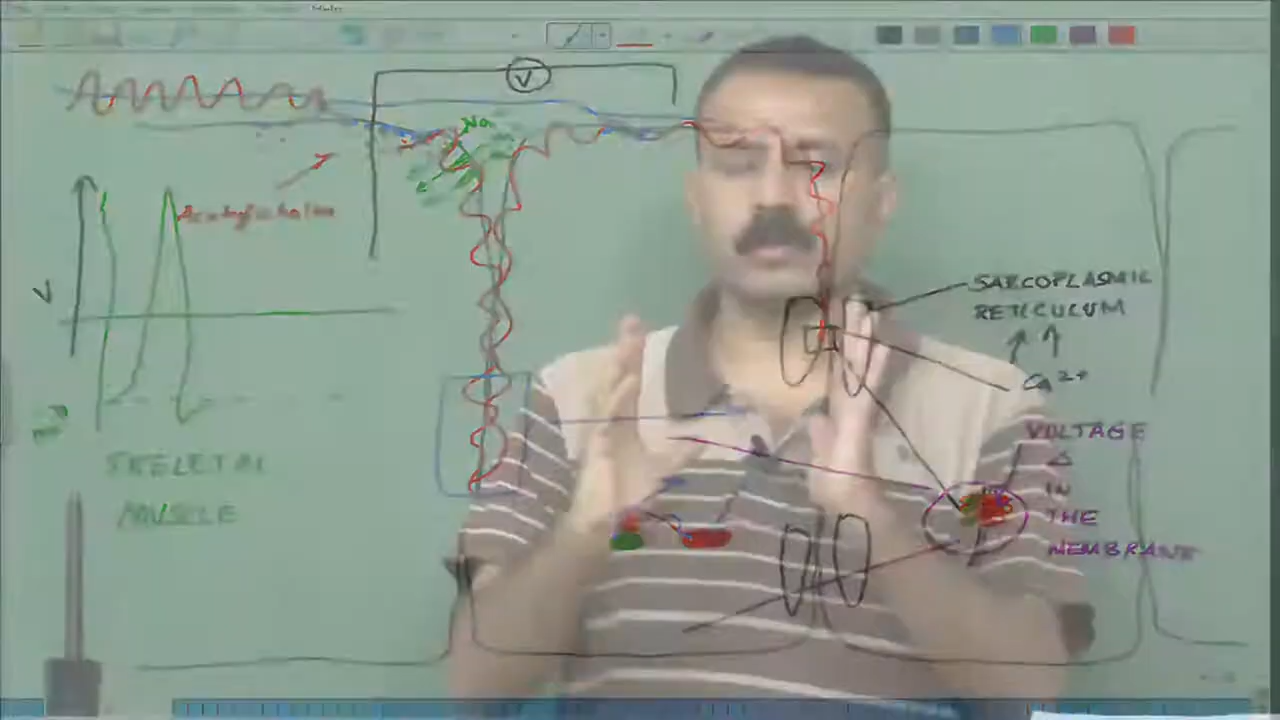 V
Na
Acetylcholine
SARCOPLASMIC
RETICULUM
Ca2+
V
VOLTAGE
Δ
IN
THE
MEMBRANE
SKELETAL
MUSCLE